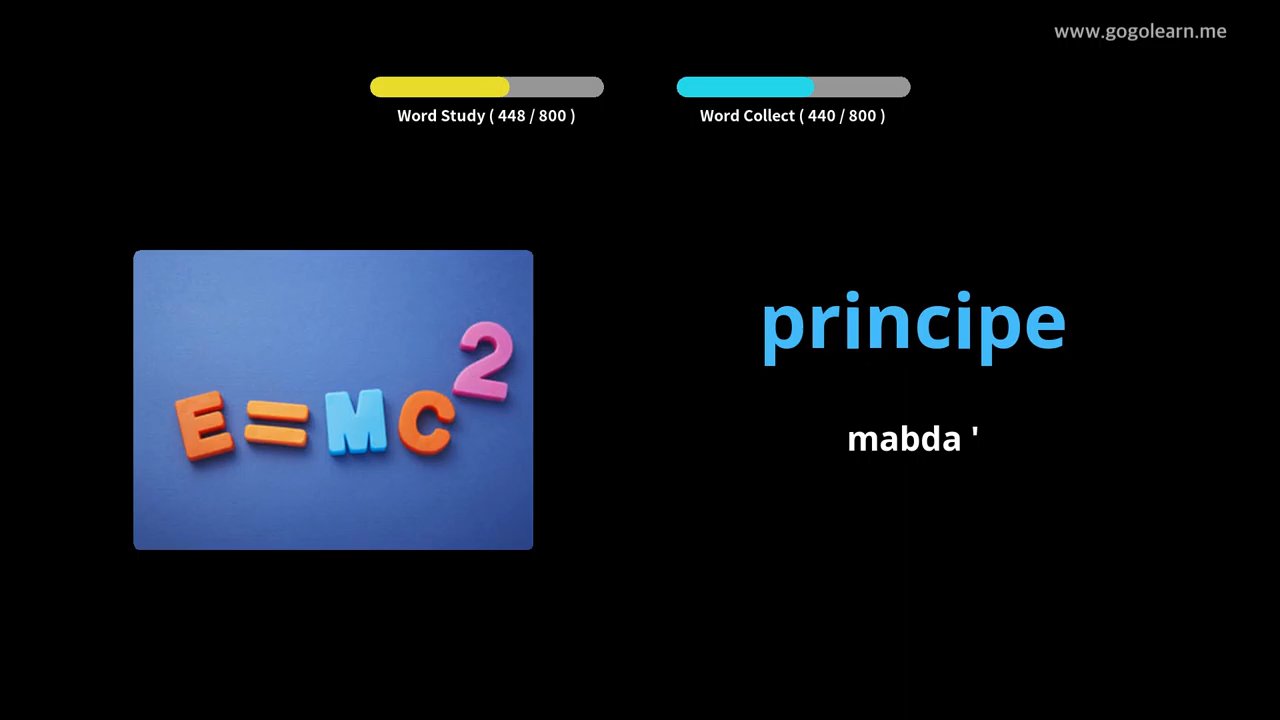 www.gogolearn.me
Word Study ( 448 / 800 )
Word Collect ( 440 / 800 )
E=MC²
principe
mabda '